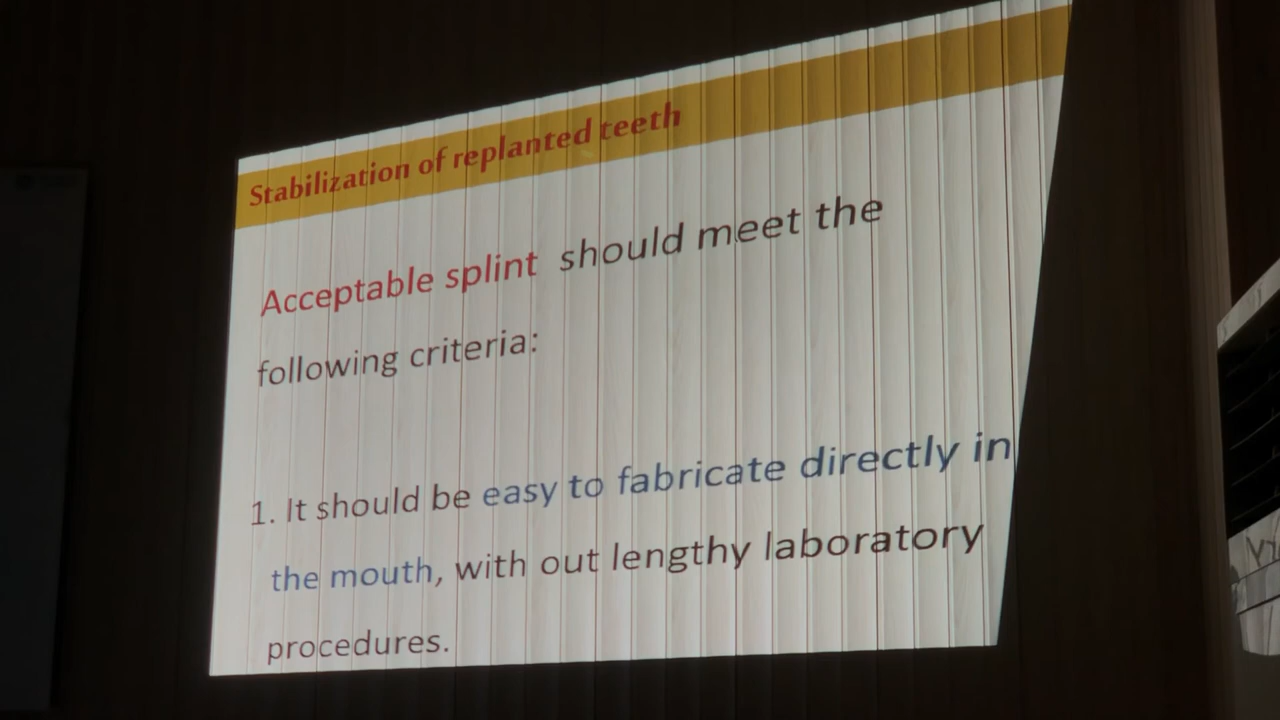 Stabilization of replanted teeth
Acceptable splint should meet the
following criteria:
1. It should be easy to fabricate directly in
the mouth, with out lengthy laboratory
procedures.